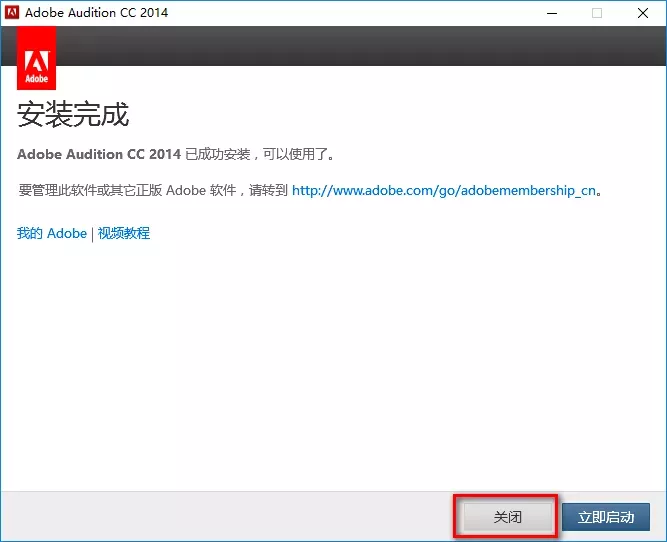 Adobe Audition CC 2014
Adobe
安装完成
Adobe Audition CC 2014 已成功安装，可以使用了。
要管理此软件或其它正版 Adobe 软件，请转到 http://www.adobe.com/go/adobemembership_cn。
我的 Adobe | 视频教程
关闭 立即启动